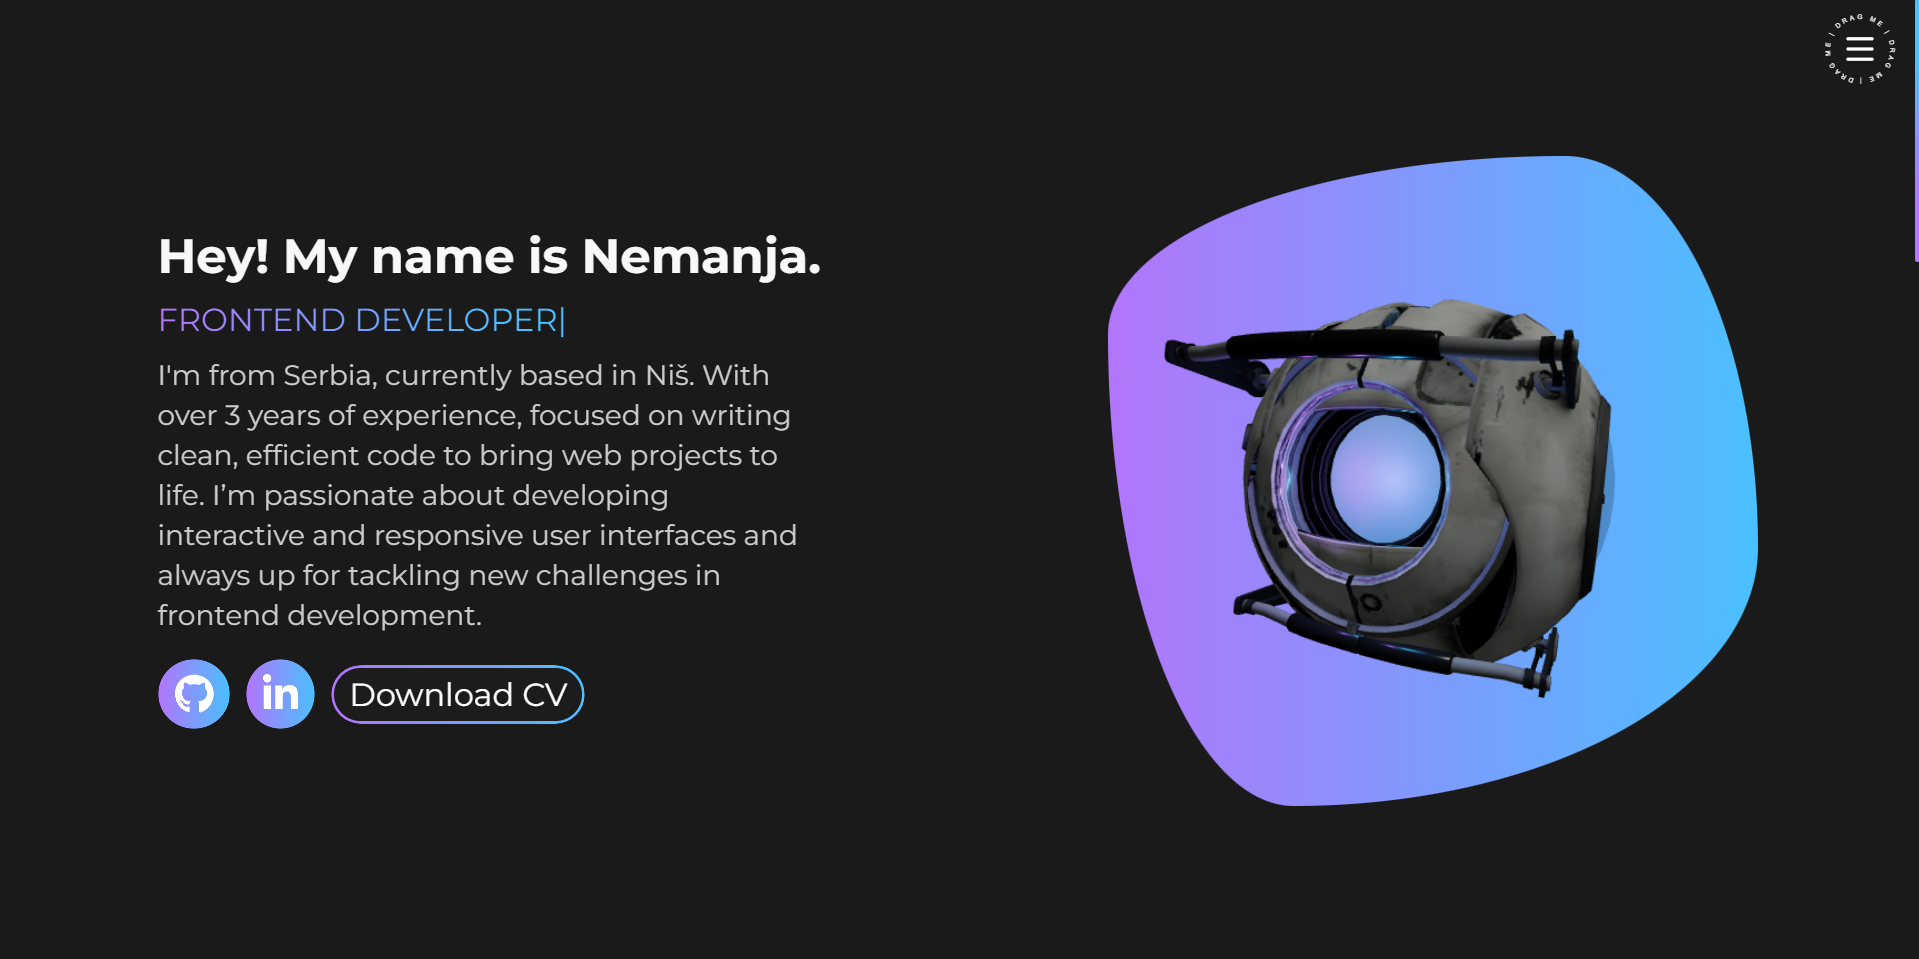 DRAG ME | DRAG ME | DRAG ME |
Hey! My name is Nemanja.
FRONTEND DEVELOPER|
I'm from Serbia, currently based in Niš. With
over 3 years of experience, focused on writing
clean, efficient code to bring web projects to
life. I’m passionate about developing
interactive and responsive user interfaces and
always up for tackling new challenges in
frontend development.
in
Download CV